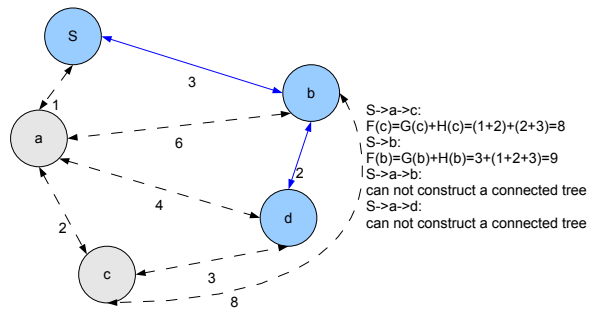 S
3
b
1
a
6
2
4
d
2
c
3
8
S->a->c:
F(c)=G(c)+H(c)=(1+2)+(2+3)=8
S->b:
F(b)=G(b)+H(b)=3+(1+2+3)=9
S->a->b:
can not construct a connected tree
S->a->d:
can not construct a connected tree